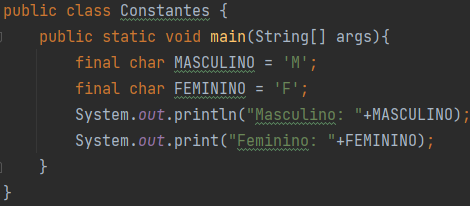 public class Constantes {
    public static void main(String[] args){
        final char MASCULINO = 'M';
        final char FEMININO = 'F';
        System.out.println("Masculino: "+MASCULINO);
        System.out.print("Feminino: "+FEMININO);
    }
}